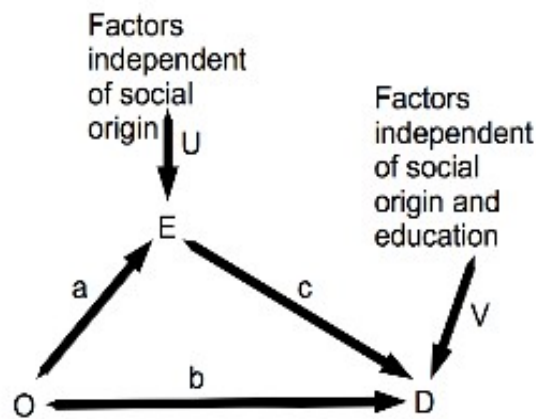 Factors
independent
of social
origin
U
Factors
independent
of social
origin and
education
E
a
c
V
b
O
D